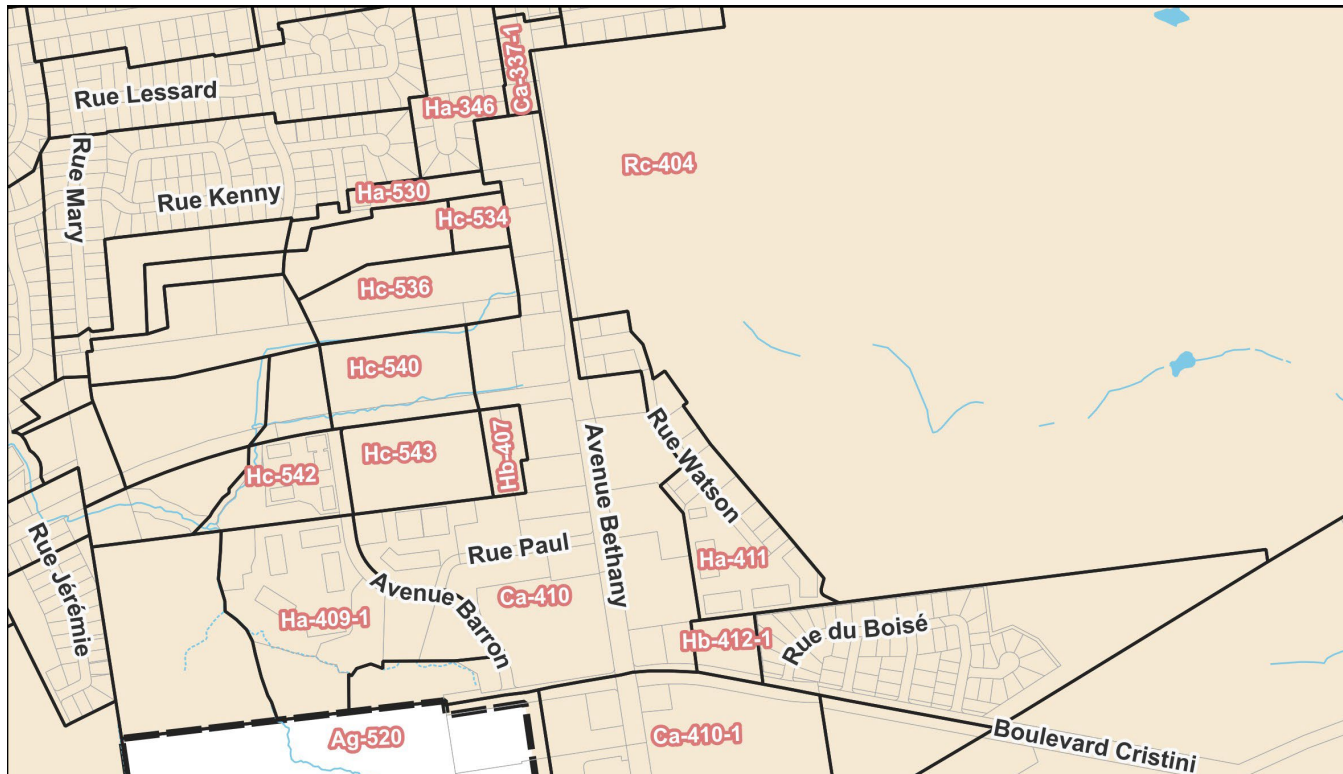 Ca-337-1
Rue Lessard
Ha-346
Rue Mary
Rue Kenny
Ha-530
Rc-404
Hc-534
Hc-536
Hc-540
Hc-543
Hb-407
Hc-542
Avenue Bethany
Rue Watson
Rue Jérémie
Rue Paul
Ha-411
Avenue Barron
Ca-410
Ha-409-1
Hb-412-1
Rue du Boisé
Ag-520
Ca-410-1
Boulevard Cristini